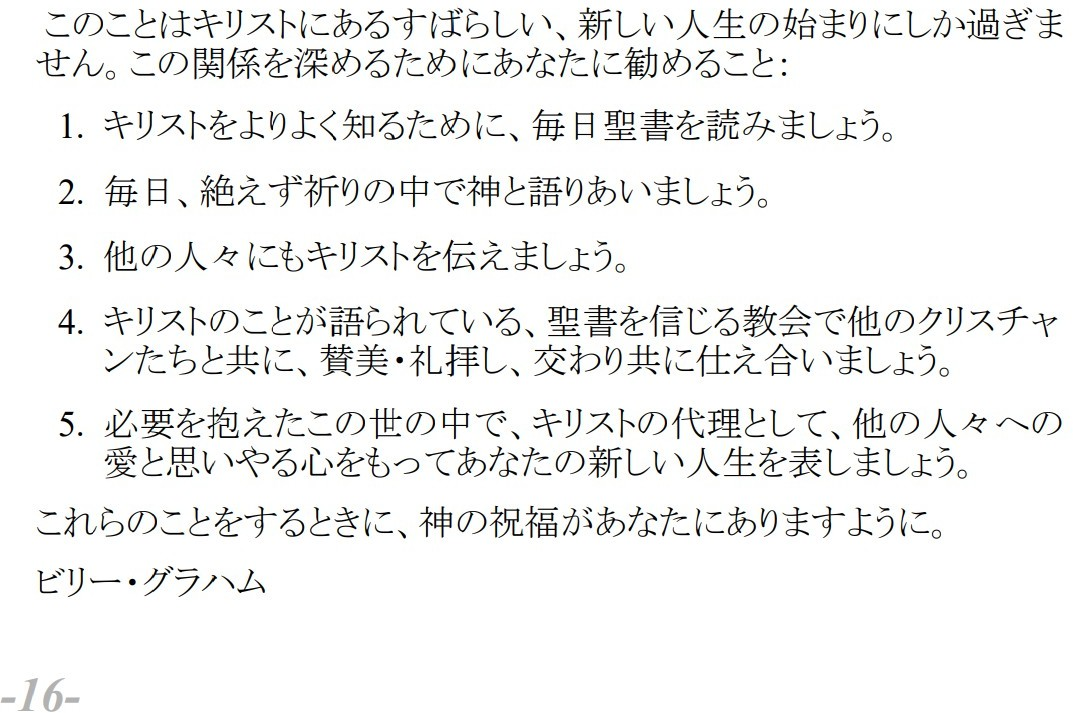 このことはキリストにあるすばらしい、新しい人生の始まりにしか過ぎま
せん。この関係を深めるためにあなたに勧めること:
1. キリストをよりよく知るために、毎日聖書を読みましょう。
2. 毎日、絶えず祈りの中で神と語りあいましょう。
3. 他の人々にもキリストを伝えましょう。
4. キリストのことが語られている、聖書を信じる教会で他のクリスチャ
ンたちと共に、賛美・礼拝し、交わり共に仕え合いましょう。
5. 必要を抱えたこの世の中で、キリストの代理として、他の人々への
愛と思いやる心をもってあなたの新しい人生を表しましょう。
これらのことをするときに、神の祝福があなたにありますように。
ビリー・グラハム
-16-